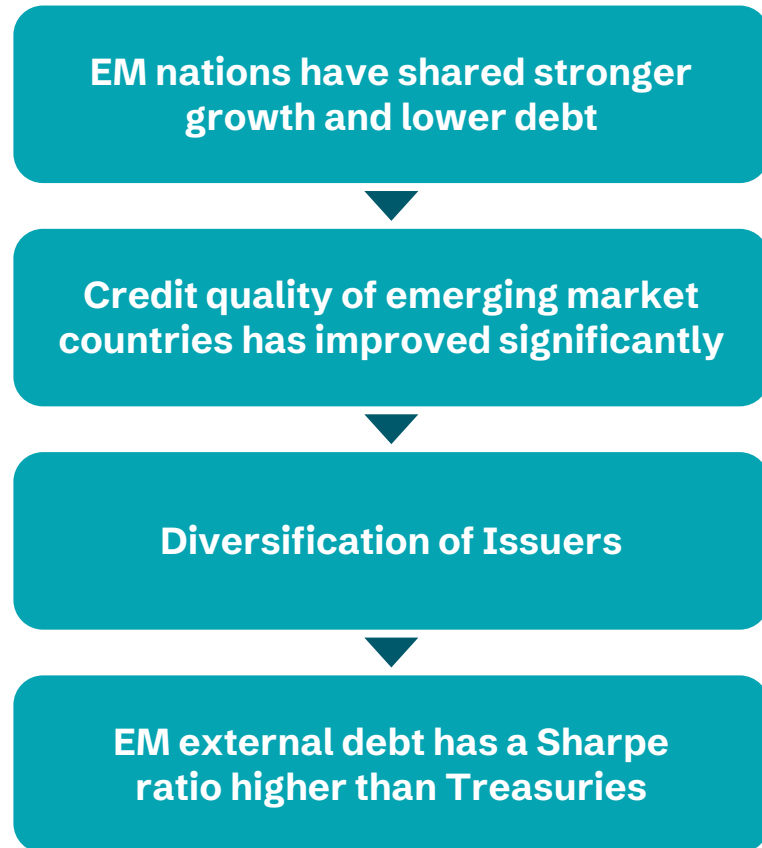 EM nations have shared stronger
growth and lower debt
Credit quality of emerging market
countries has improved significantly
Diversification of Issuers
EM external debt has a Sharpe
ratio higher than Treasuries